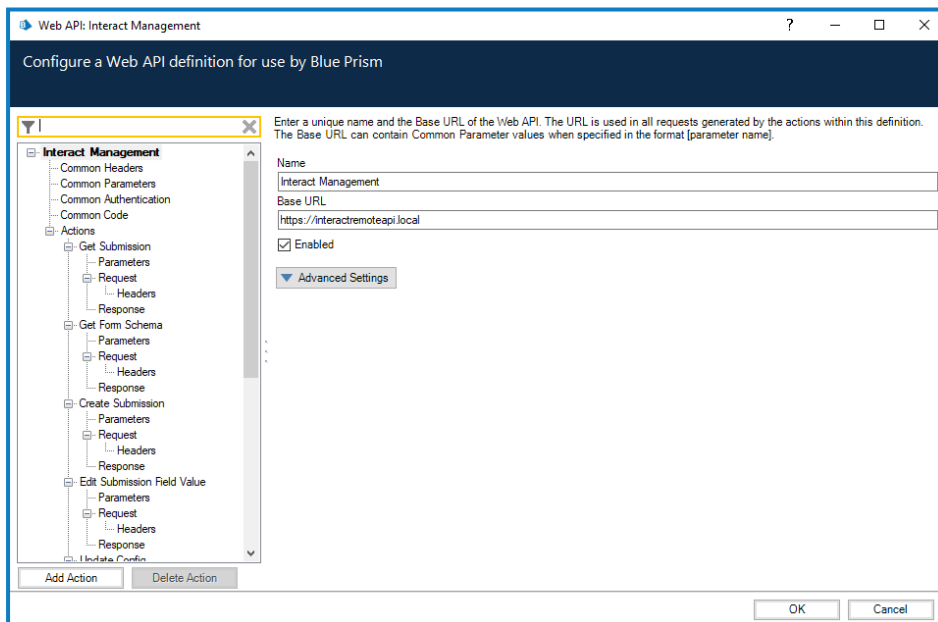 Web API: Interact Management
Configure a Web API definition for use by Blue Prism
Enter a unique name and the Base URL of the Web API. The URL is used in all requests generated by the actions within this definition.
The Base URL can contain Common Parameter values when specified in the format [parameter name].
Interact Management
Common Headers
Common Parameters
Common Authentication
Common Code
Actions
Get Submission
Parameters
Request
Headers
Response
Get Form Schema
Parameters
Request
Headers
Response
Create Submission
Parameters
Request
Headers
Response
Edit Submission Field Value
Parameters
Request
Headers
Response
Update Config
Name
Interact Management
Base URL
https://interactremoteapi.local
Enabled
Advanced Settings
Add Action
Delete Action
OK
Cancel